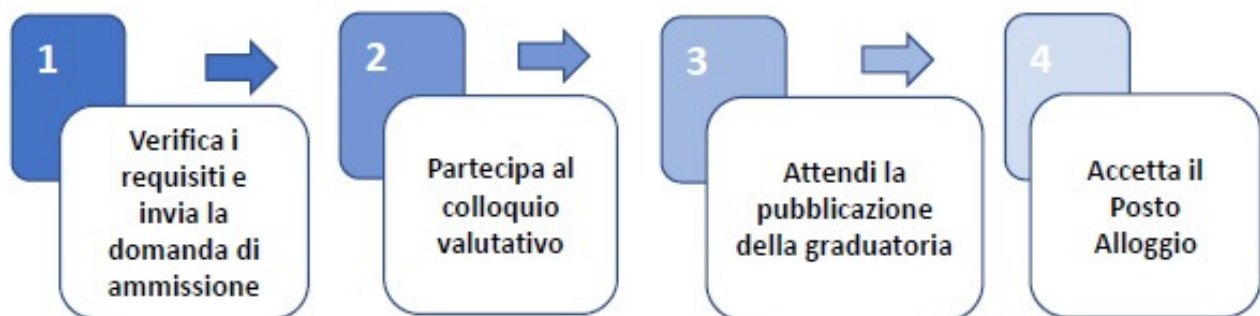 1
Verifica i
requisiti e
invia la
domanda di
ammissione
2
Partecipa al
colloquio
valutativo
3
Attendi la
pubblicazione
della graduatoria
4
Accetta il
Posto
Alloggio